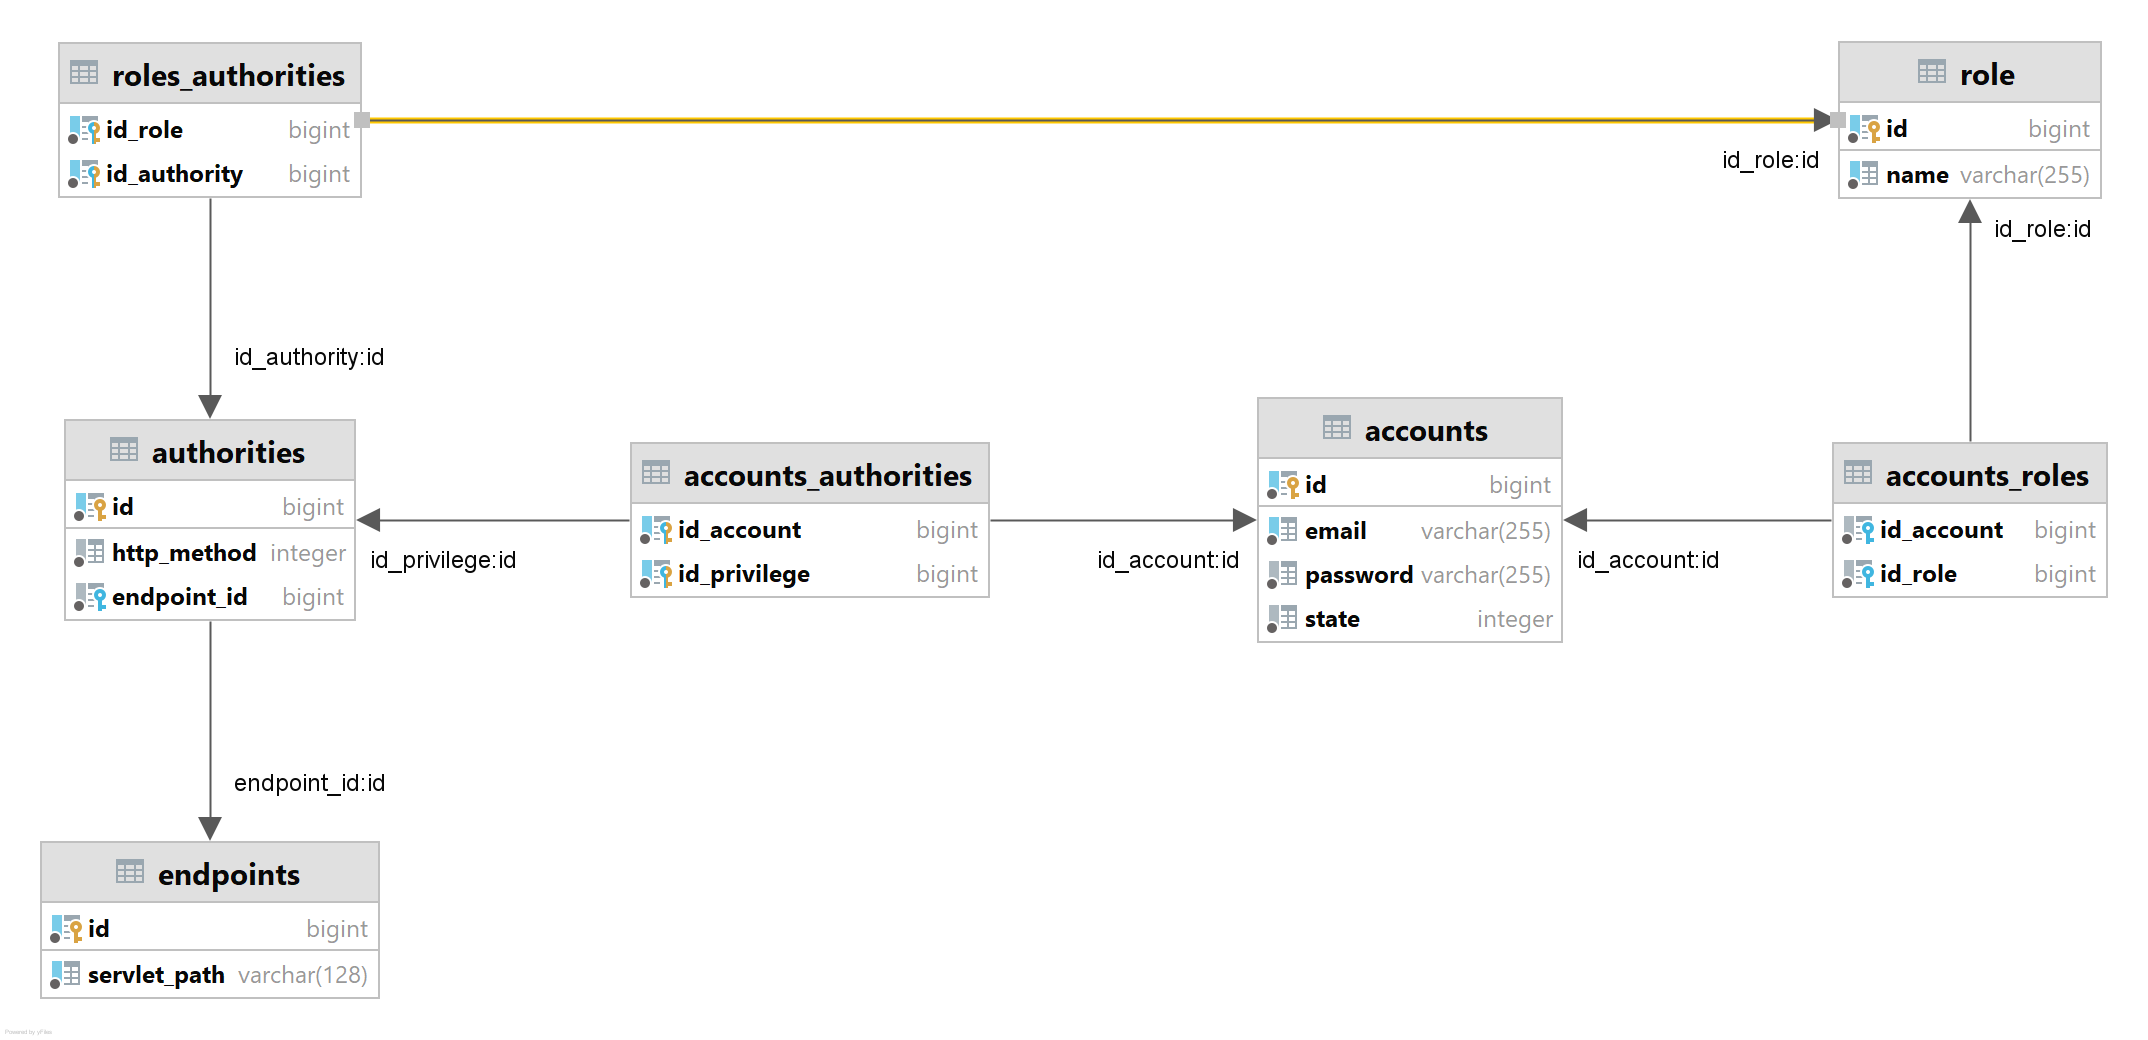 roles_authorities
id_role bigint
id_authority bigint
role
id bigint
name varchar(255)
id_role:id
id_role:id
id_authority:id
authorities
id bigint
http_method integer
endpoint_id bigint
id_privilege:id
accounts_authorities
id_account bigint
id_privilege bigint
id_account:id
accounts
id bigint
email varchar(255)
password varchar(255)
state integer
id_account:id
accounts_roles
id_account bigint
id_role bigint
endpoint_id:id
endpoints
id bigint
servlet_path varchar(128)
Powered by yFiles